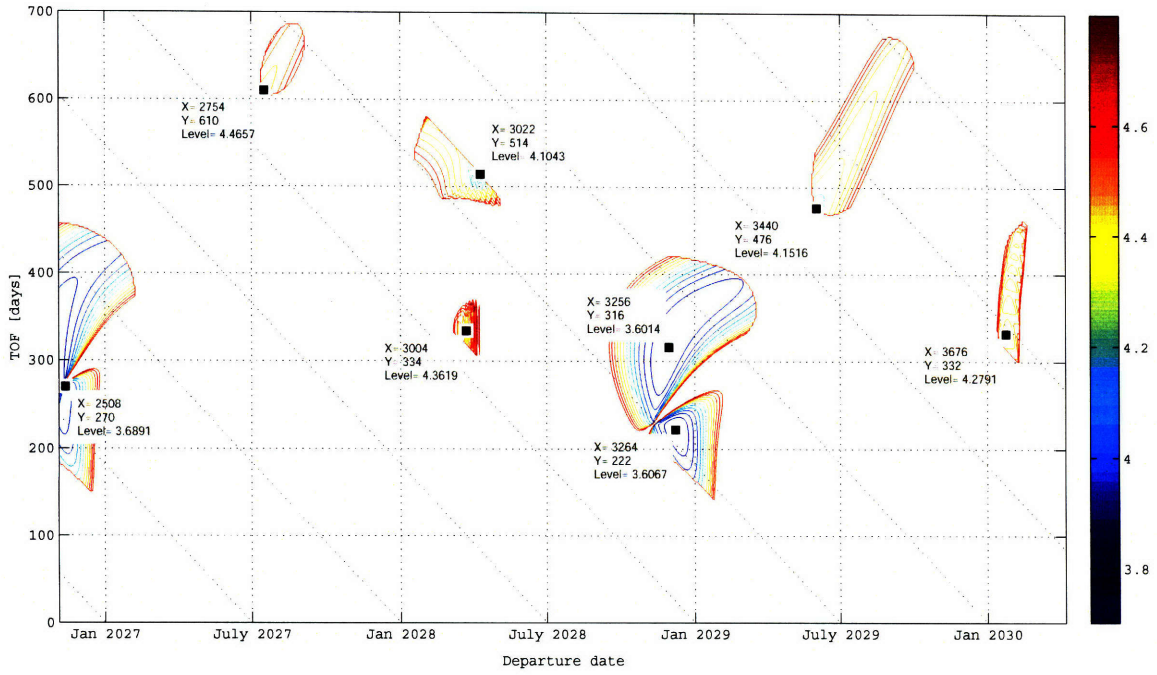 700
600
500
400
300
200
100
0
TOF [days]
X= 2754
Y= 610
Level= 4.4657
X= 3022
Y= 514
Level= 4.1043
X= 3440
Y= 476
Level= 4.1516
X= 3256
Y= 316
Level= 3.6014
X= 3004
Y= 334
Level= 4.3619
X= 3676
Y= 332
Level= 4.2791
X= 2508
Y= 270
Level= 3.6891
X= 3264
Y= 222
Level= 3.6067
Jan 2027
July 2027
Jan 2028
July 2028
Jan 2029
July 2029
Jan 2030
Departure date
4.6
4.4
4.2
4
3.8